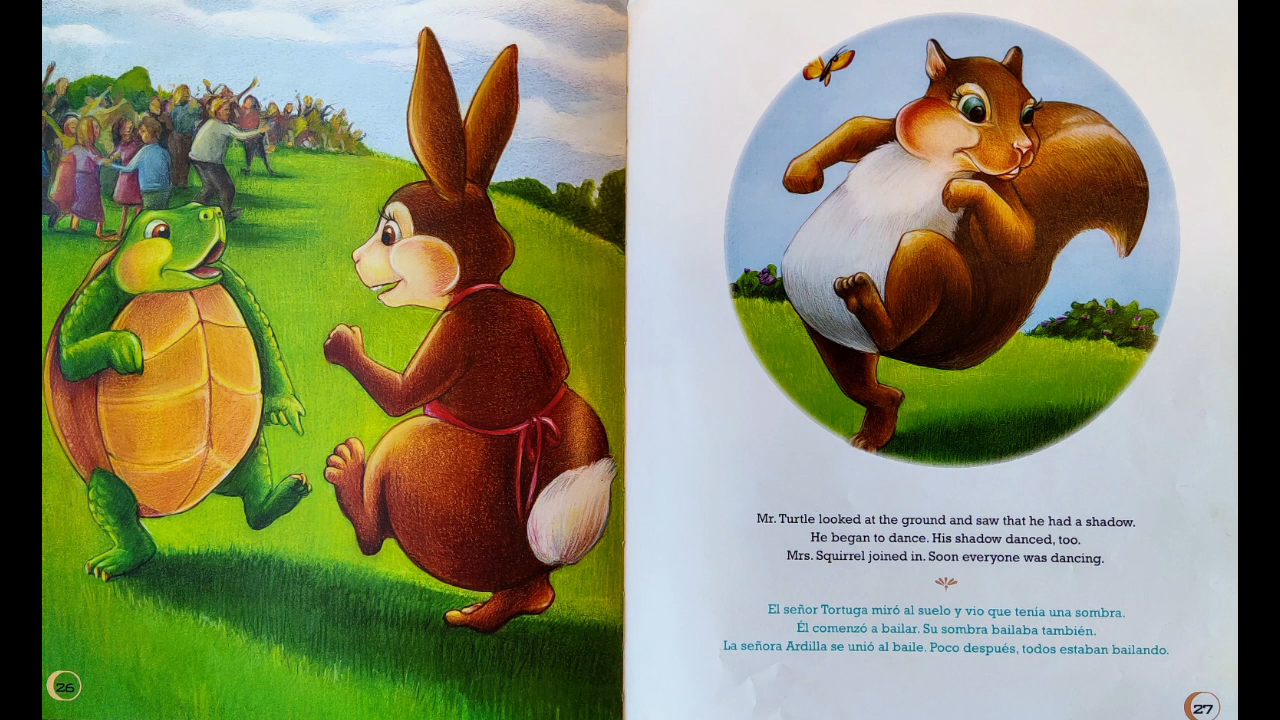 Mr. Turtle looked at the ground and saw that he had a shadow.
He began to dance. His shadow danced, too.
Mrs. Squirrel joined in. Soon everyone was dancing.
El señor Tortuga miró al suelo y vio que tenía una sombra.
Él comenzó a bailar. Su sombra bailaba también.
La señora Ardilla se unió al baile. Poco después, todos estaban bailando.
26
27